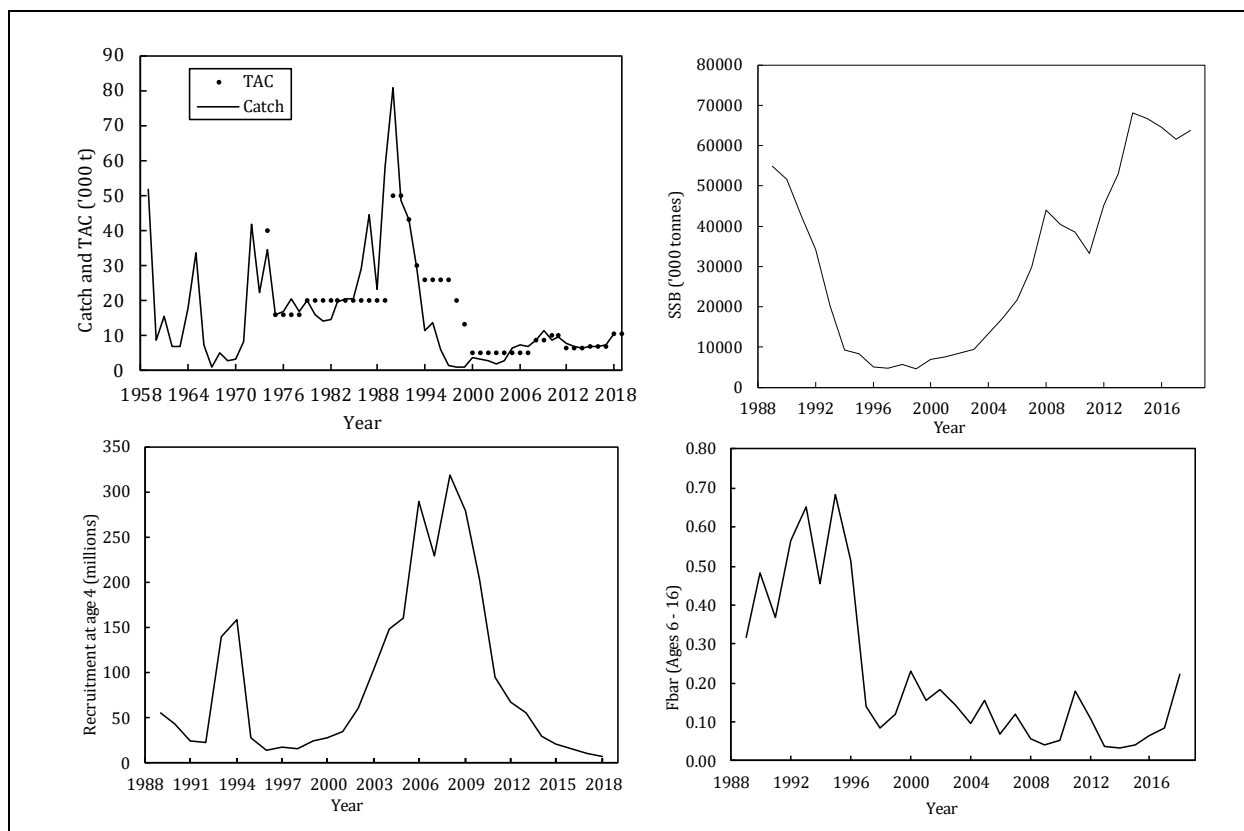 90
80
70
60
50
40
30
20
10
0
TAC
Catch
Catch and TAC ('000 t)
1958 1964 1970 1976 1982 1988 1994 2000 2006 2012 2018
Year
80000
70000
60000
50000
40000
30000
20000
10000
0
SSB ('000 tonnes)
1988 1992 1996 2000 2004 2008 2012 2016
Year
350
300
250
200
150
100
50
0
Recruitment at age 4 (millions)
1988 1991 1994 1997 2000 2003 2006 2009 2012 2015 2018
Year
0.80
0.70
0.60
0.50
0.40
0.30
0.20
0.10
0.00
Fbar (Ages 6 - 16)
1988 1992 1996 2000 2004 2008 2012 2016
Year